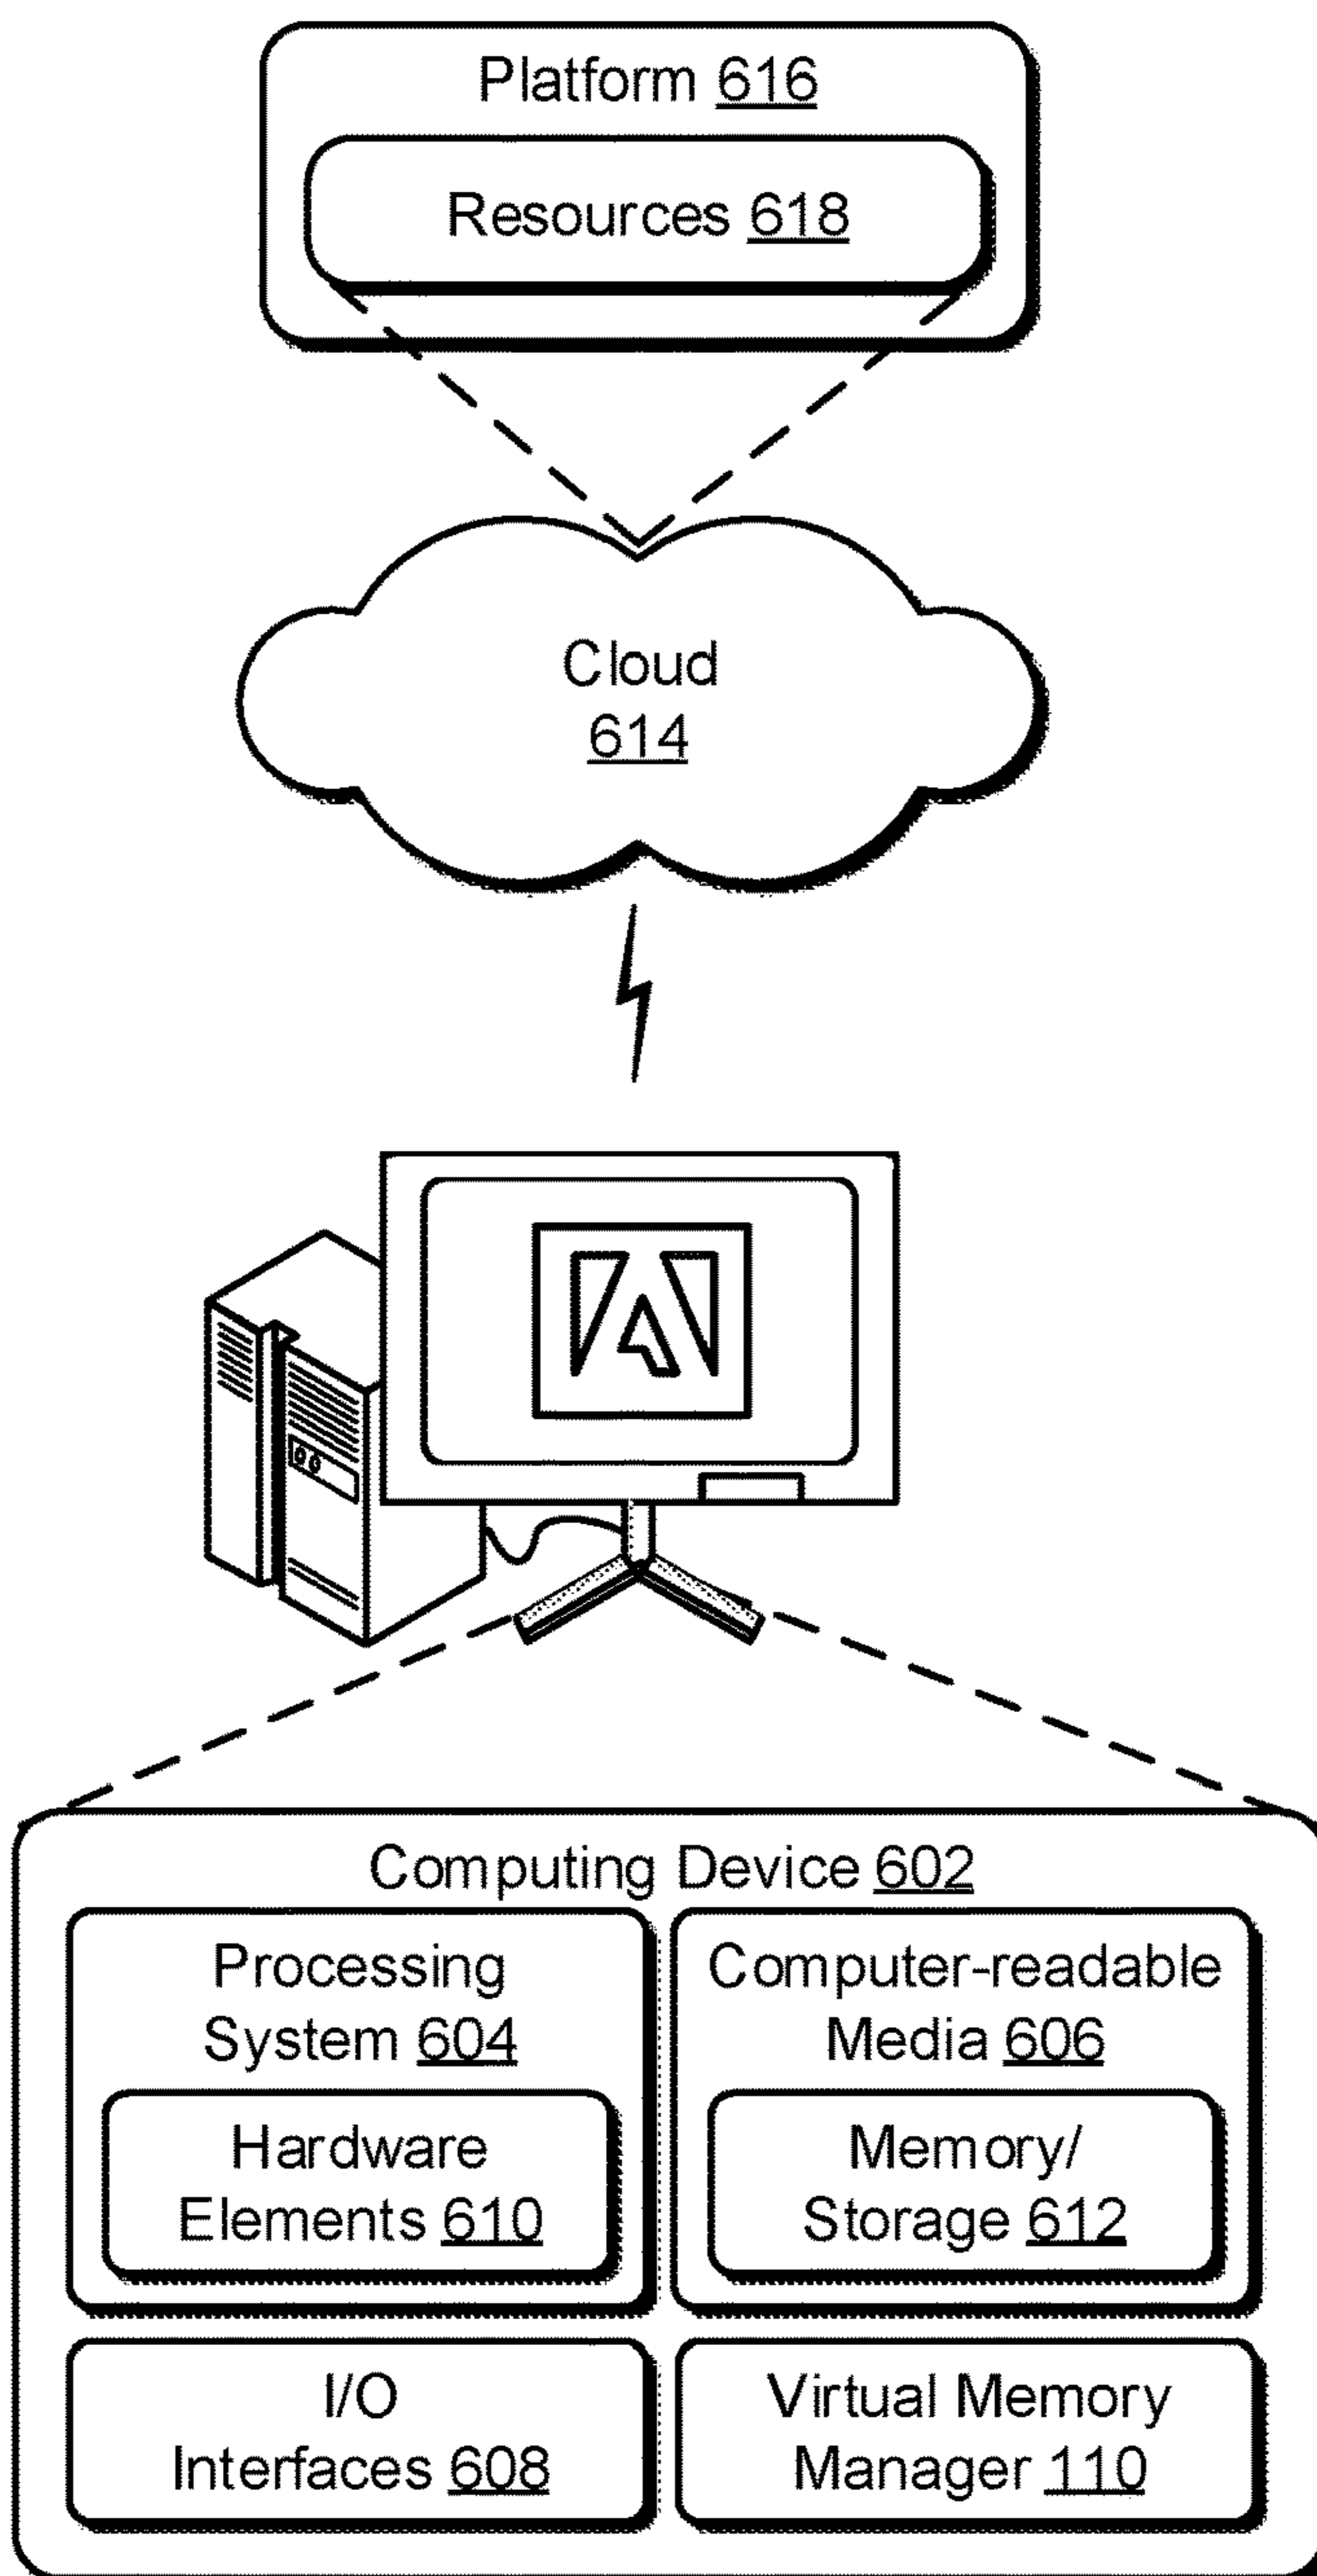 Platform 616
Resources 618
Cloud
614
Computing Device 602
Processing
System 604
Hardware
Elements 610
Computer-readable
Media 606
Memory/
Storage 612
I/O
Interfaces 608
Virtual Memory
Manager 110